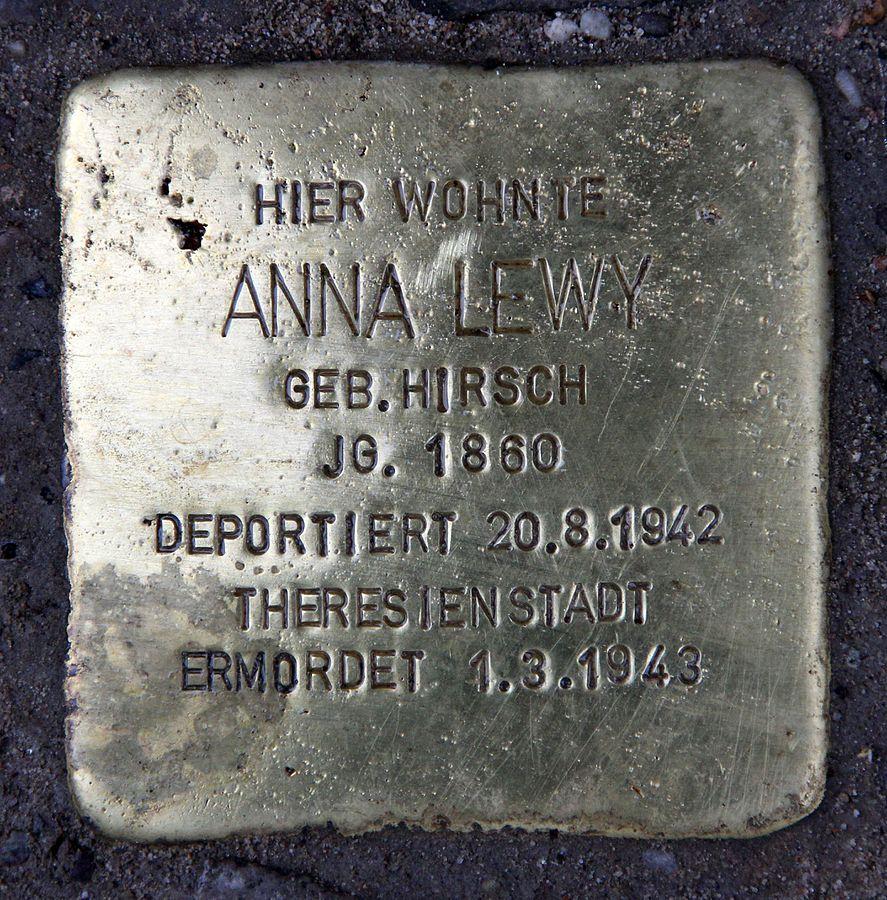 HIER WOHNTE
ANNA LEWY
GEB. HIRSCH
JG. 1860
DEPORTIERT 20.8.1942
THERESIENSTADT
ERMORDET 1.3.1943